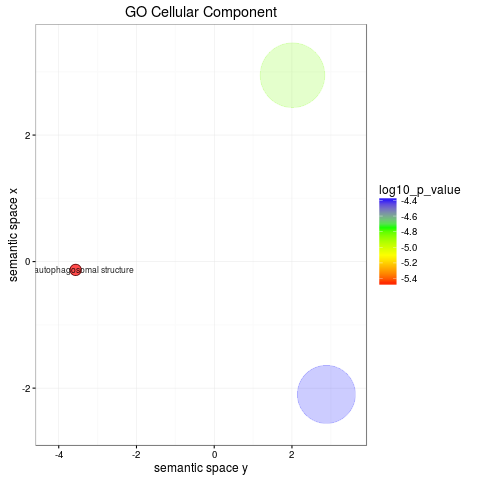 GO Cellular Component
semantic space x
2
0
-2
autophagosomal structure
-4
-2
0
2
semantic space y
log10_p_value
-4.4
-4.6
-4.8
-5.0
-5.2
-5.4